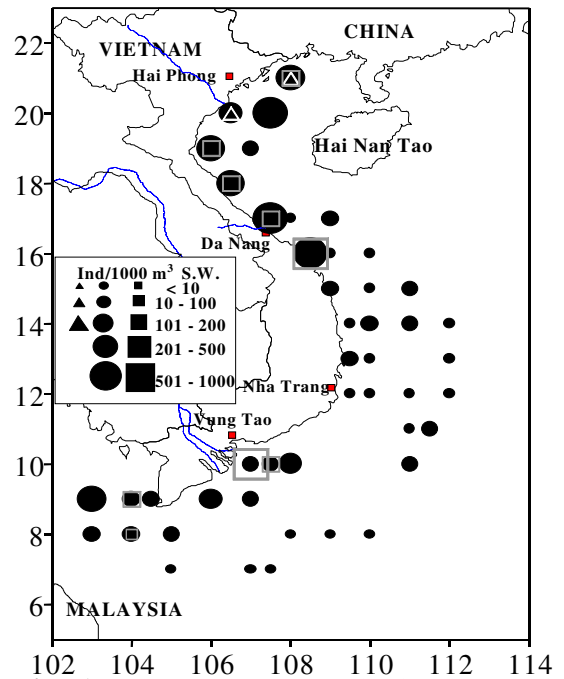 22
20
18
16
14
12
10
8
6
CHINA
VIETNAM
Hai Phong
Hai Nan Tao
Da Nang
Ind/1000 m³ S.W.
< 10
10 - 100
101 - 200
201 - 500
501 - 1000
Nha Trang
Vung Tao
MALAYSIA
102 104 106 108 110 112 114